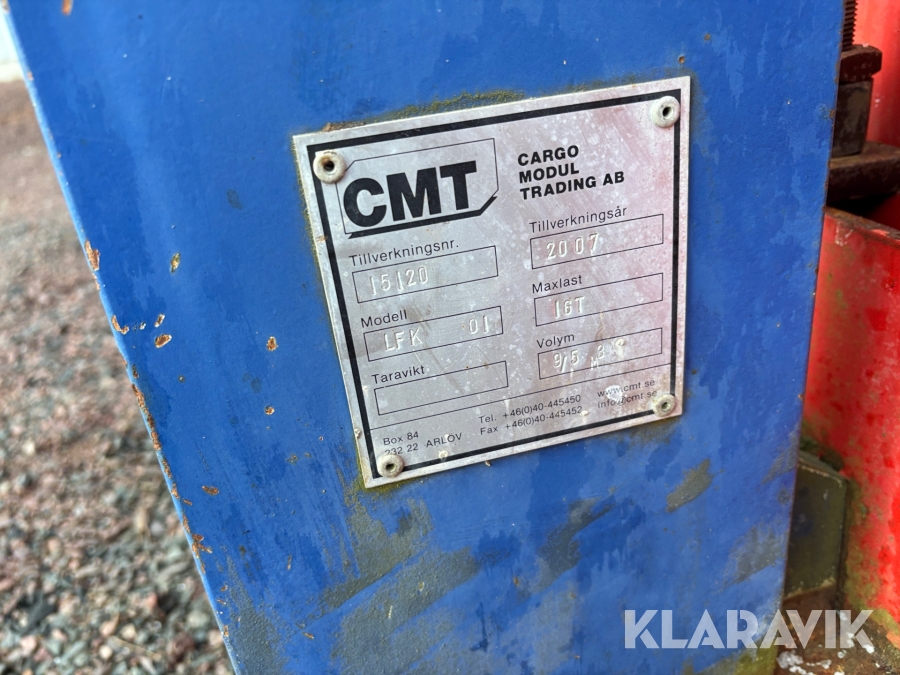 CMT
CARGO
MODUL
TRADING AB
Tillverkningsnr.
15120
Tillverkningsår
2007
Modell
LFK 01
Maxlast
16T
Taravikt
Volym
9/5
Box 84
232 22 ARLÖV
Tel. +46(0)40-445450
Fax +46(0)40-445452
www.cmt.se
info@cmt.se
KLARAVIK